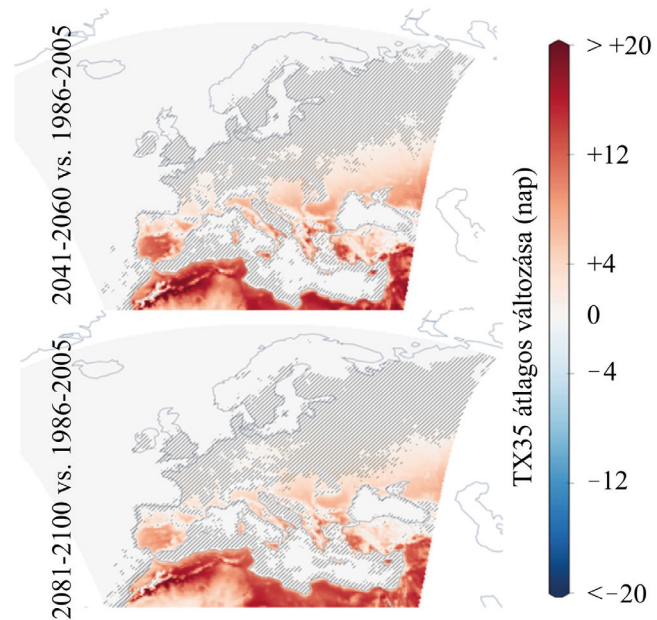 2041-2060 vs. 1986-2005
2081-2100 vs. 1986-2005
TX35 átlagos változása (nap)
> +20
+12
+4
0
−4
−12
<−20